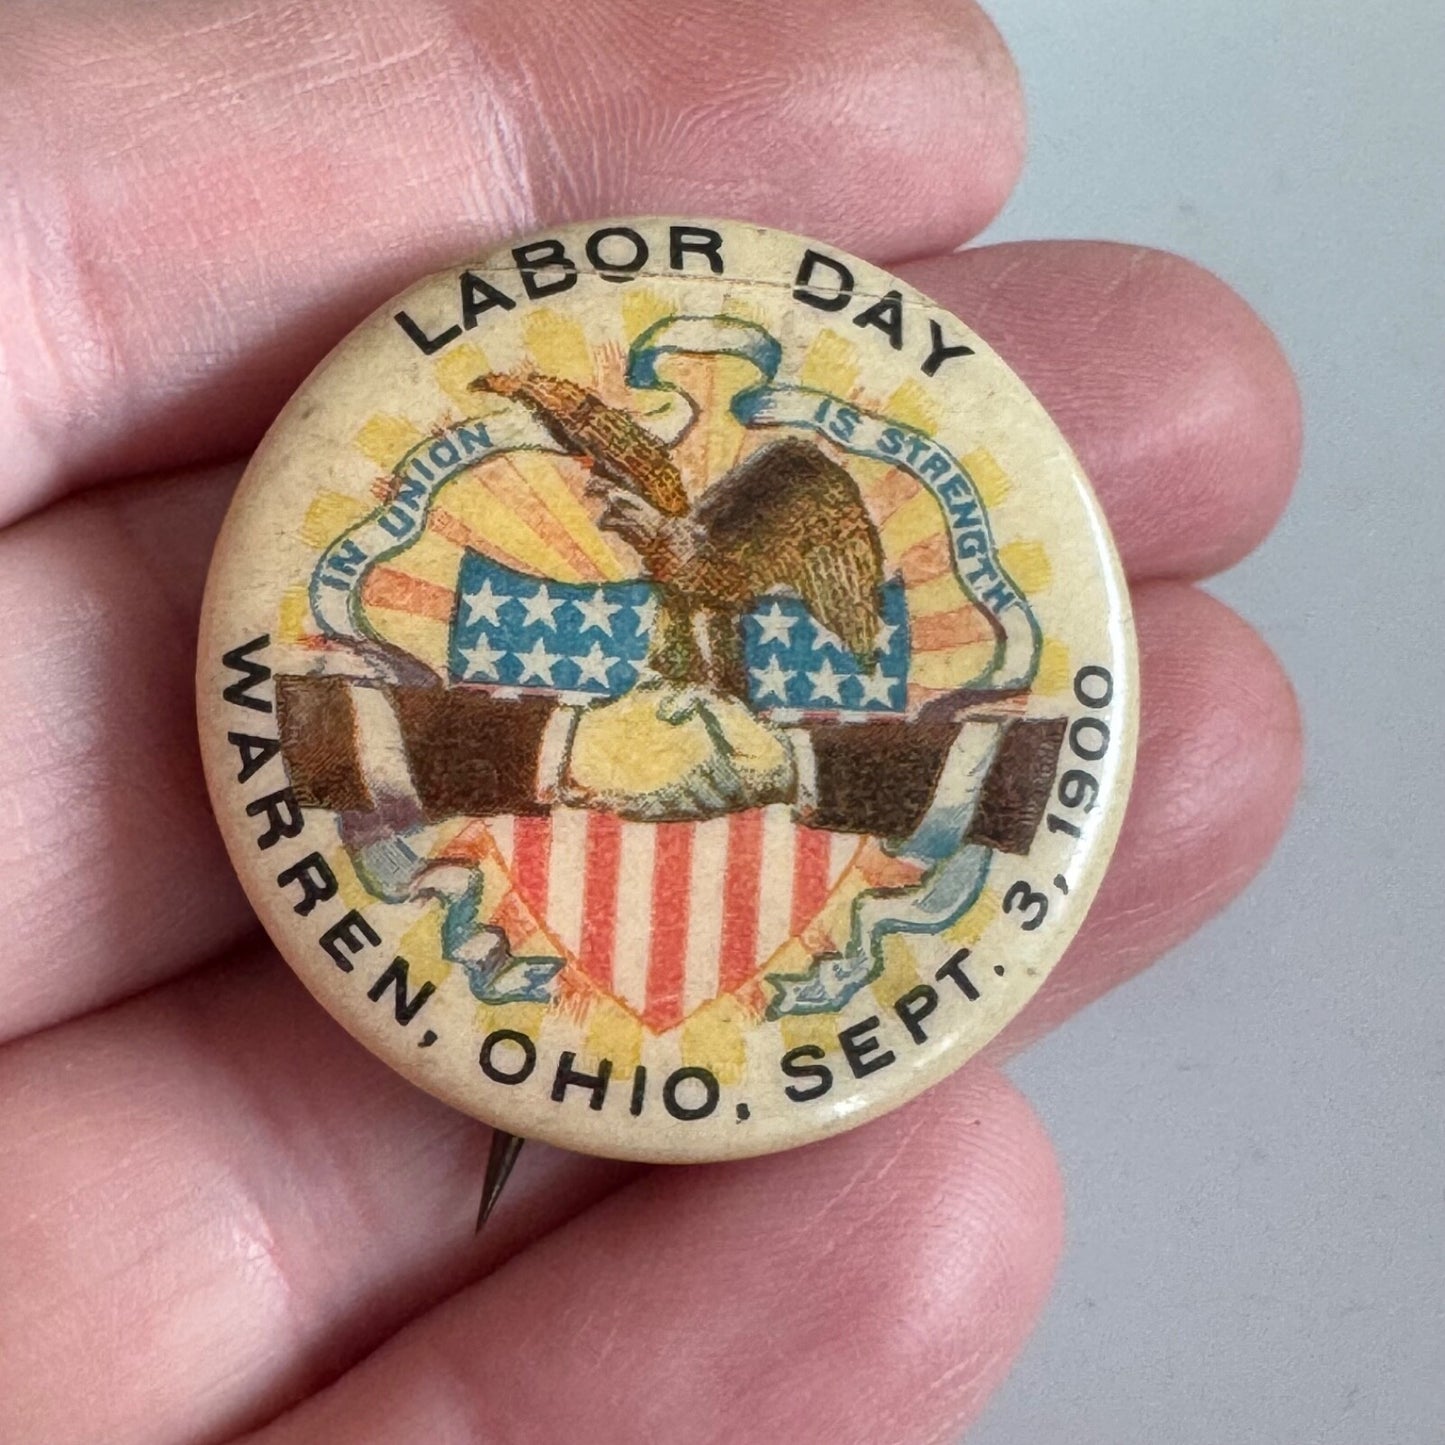 LABOR DAY
IN UNION IS STRENGTH
WARREN, OHIO, SEPT. 3, 1900